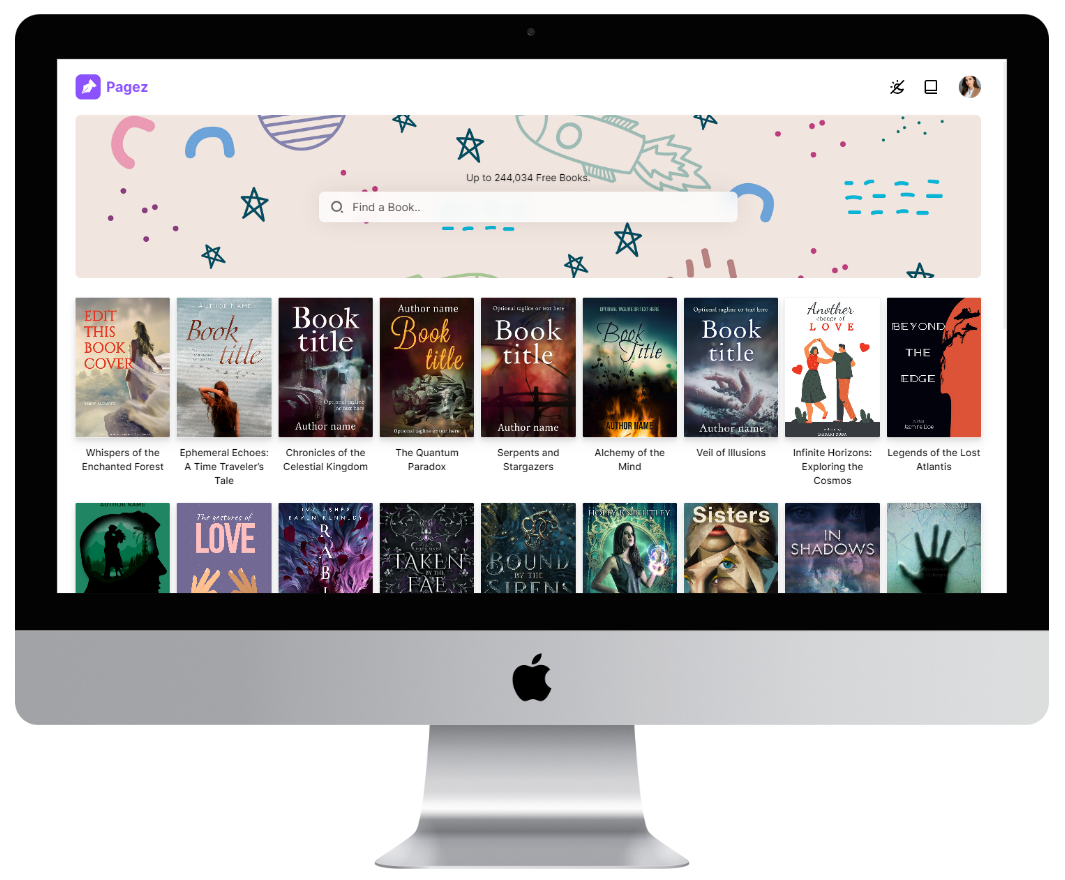 Pagez
Up to 244,034 Free Books.
Find a Book..
EDIT
THIS
BOOK
COVER
AUTHOR NAME
Book
title
Book
title
Optional tagline
or text here
Author name
Author name
Book
title
Optional tagline or text here
Optional tagline or text here
Book
title
Author name
OPTIONAL TAGLINE OR TEXT HERE
Book
Title
AUTHOR NAME
Optional tagline or text here
Book
title
Author name
Another
change of
LOVE
BEYOND
THE
EDGE
Whispers of the
Enchanted Forest
Ephemeral Echoes:
A Time Traveler's
Tale
Chronicles of the
Celestial Kingdom
The Quantum
Paradox
Serpents and
Stargazers
Alchemy of the
Mind
Veil of Illusions
Infinite Horizons:
Exploring the
Cosmos
Legends of the Lost
Atlantis
AUTHOR NAME
The gestures of
LOVE
IVY ASHER
RAVEN KENNEDY
TAKEN
BY THE
FAE
BOUND
BY THE
SIRENS
Sisters
IN
SHADOWS